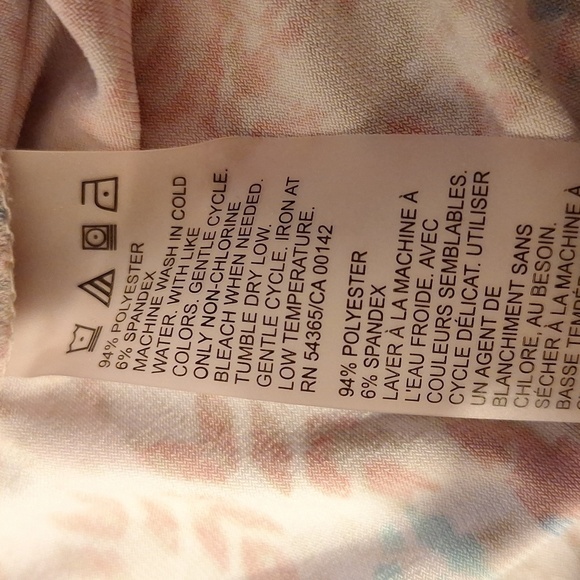 94% POLYESTER
6% SPANDEX
MACHINE WASH IN COLD
WATER. WITH LIKE
COLORS. GENTLE CYCLE.
ONLY NON-CHLORINE
BLEACH WHEN NEEDED.
TUMBLE DRY LOW.
GENTLE CYCLE. IRON AT
LOW TEMPERATURE.
RN 54365/CA 00142
94% POLYESTER
6% SPANDEX
LAVER À LA MACHINE À
L'EAU FROIDE. AVEC
COULEURS SEMBLABLES.
CYCLE DÉLICAT. UTILISER
UN AGENT DE
BLANCHIMENT SANS
CHLORE, AU BESOIN.
SÉCHER À LA MACHINE À
BASSE